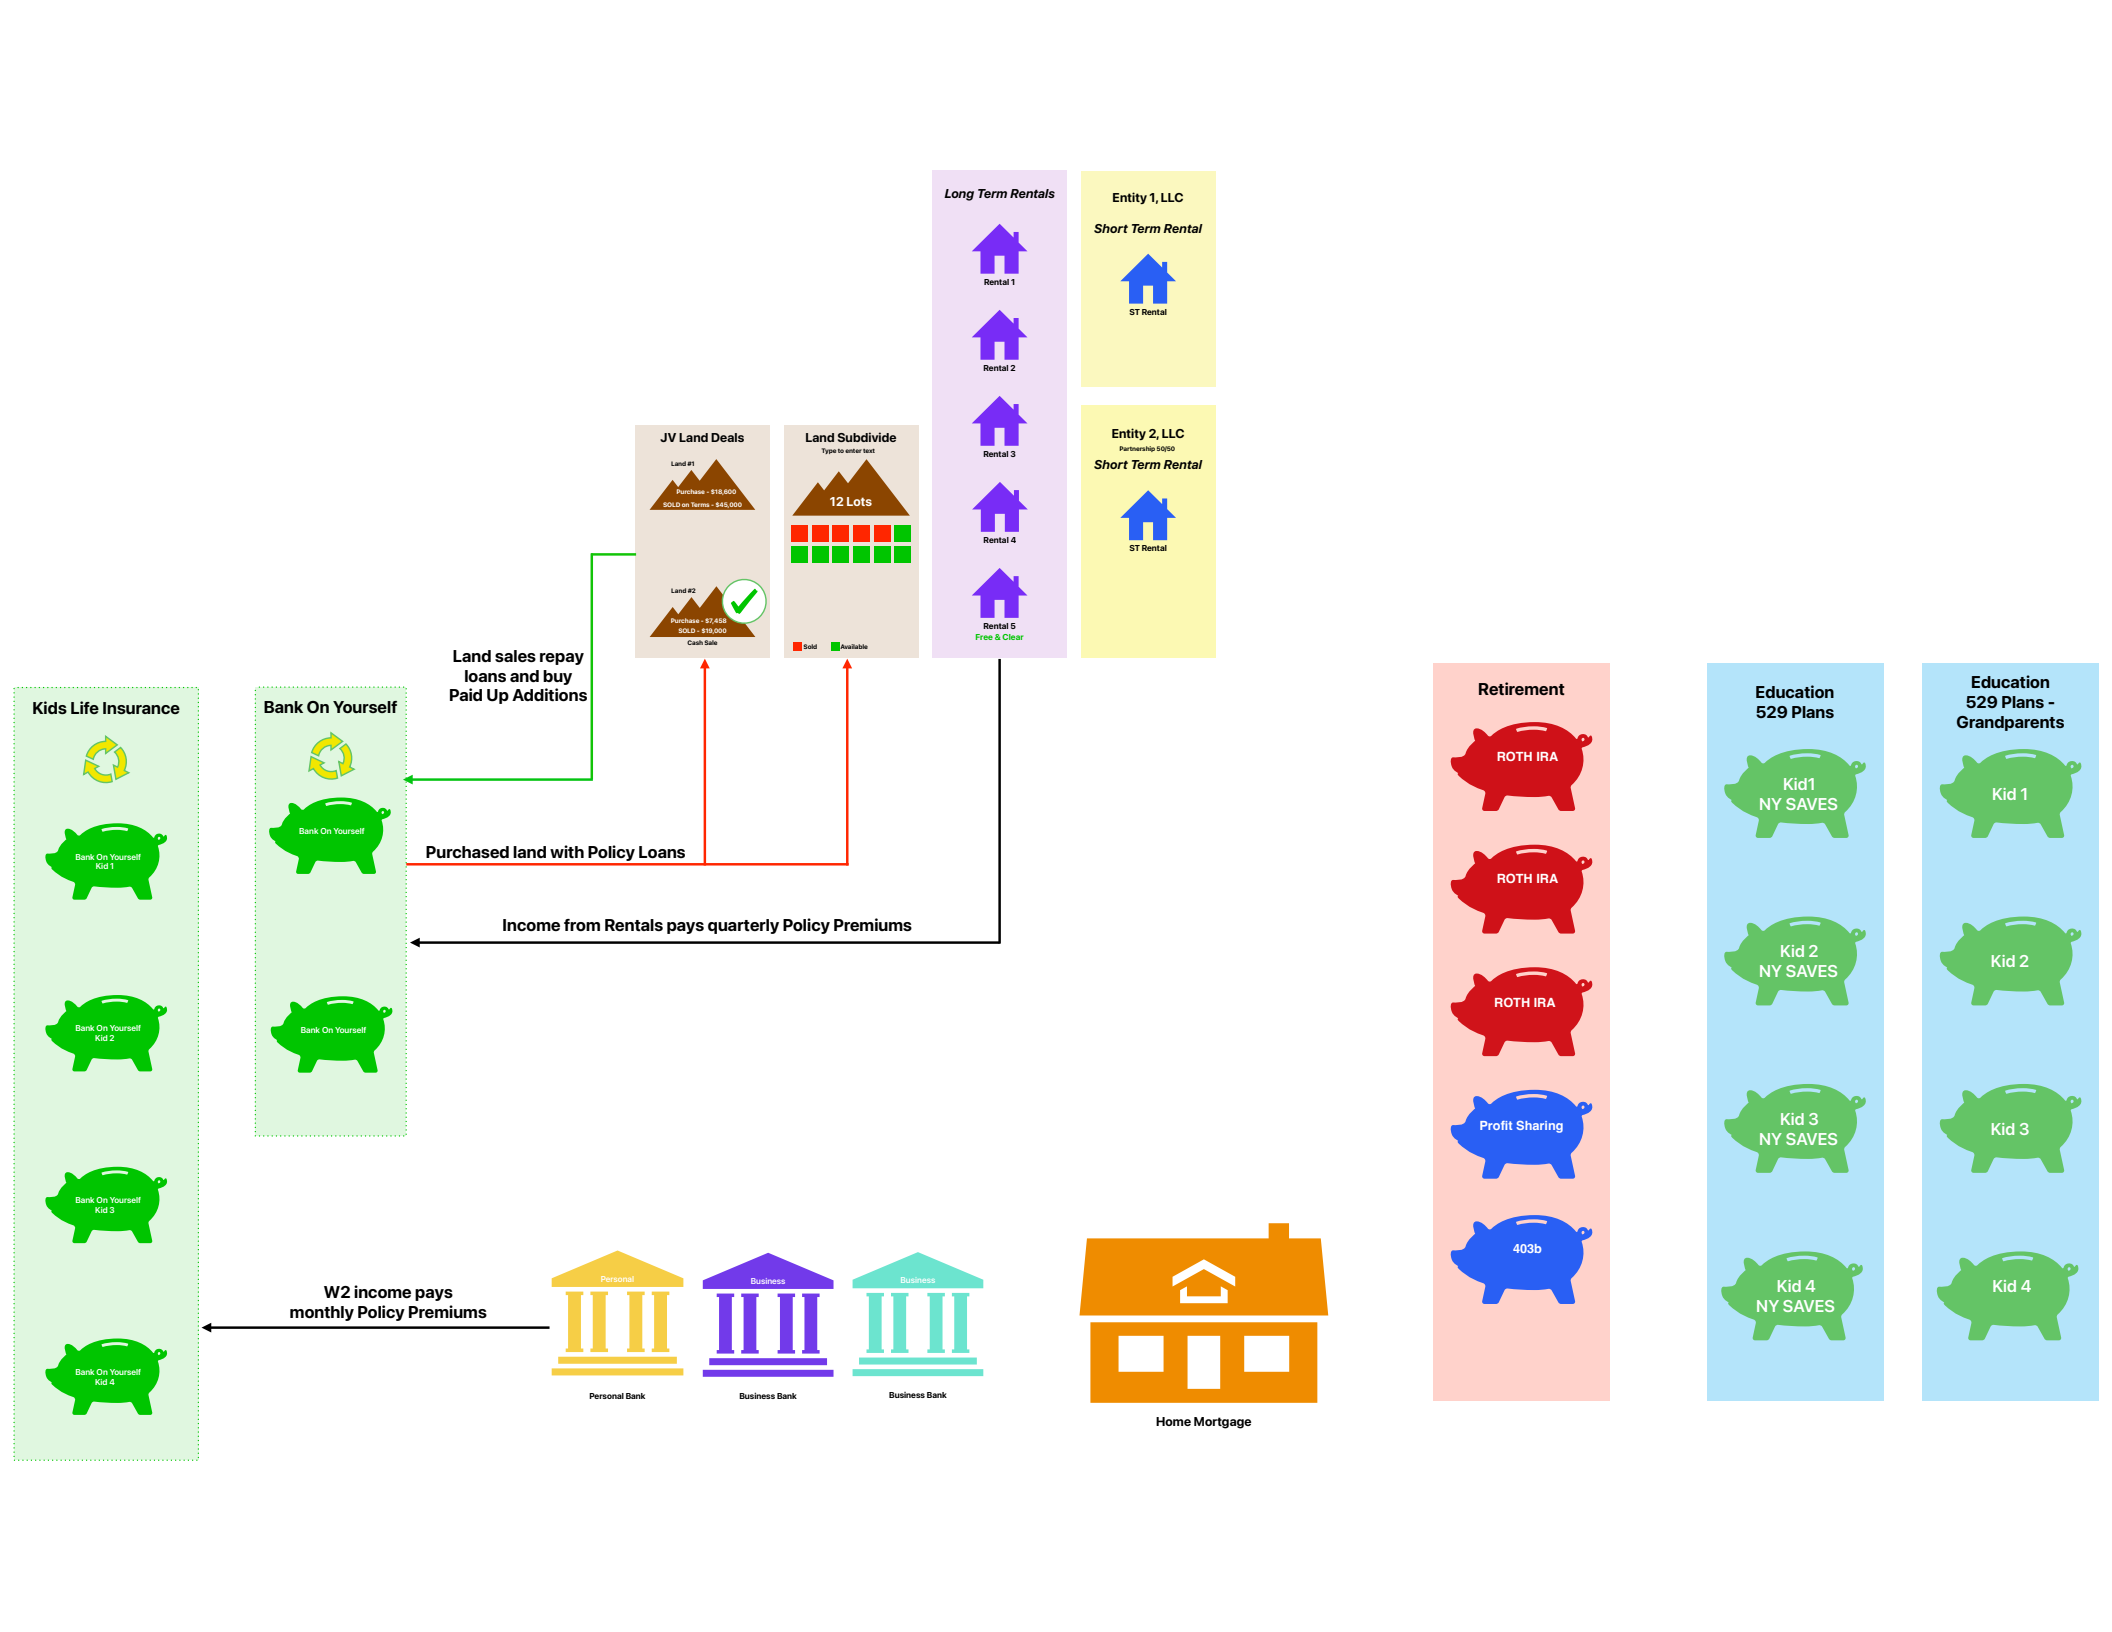 Long Term Rentals
Rental 1
Rental 2
Rental 3
Rental 4
Rental 5
Free & Clear
Entity 1, LLC
Short Term Rental
ST Rental
Entity 2, LLC
Partnership 50/50
Short Term Rental
ST Rental
JV Land Deals
Land #1
Purchase - $18,600
SOLD on Terms - $45,000
Land #2
Purchase - $7,458
SOLD - $19,000
Cash Sale
Land Subdivide
Type to enter text
12 Lots
Sold
Available
Land sales repay
loans and buy
Paid Up Additions
Kids Life Insurance
Bank On Yourself
Kid 1
Bank On Yourself
Kid 2
Bank On Yourself
Kid 3
Bank On Yourself
Kid 4
Bank On Yourself
Bank On Yourself
Bank On Yourself
Purchased land with Policy Loans
Income from Rentals pays quarterly Policy Premiums
W2 income pays
monthly Policy Premiums
Personal
Personal Bank
Business
Business Bank
Business
Business Bank
Home Mortgage
Retirement
ROTH IRA
ROTH IRA
ROTH IRA
Profit Sharing
403b
Education
529 Plans
Kid1
NY SAVES
Kid 2
NY SAVES
Kid 3
NY SAVES
Kid 4
NY SAVES
Education
529 Plans -
Grandparents
Kid 1
Kid 2
Kid 3
Kid 4